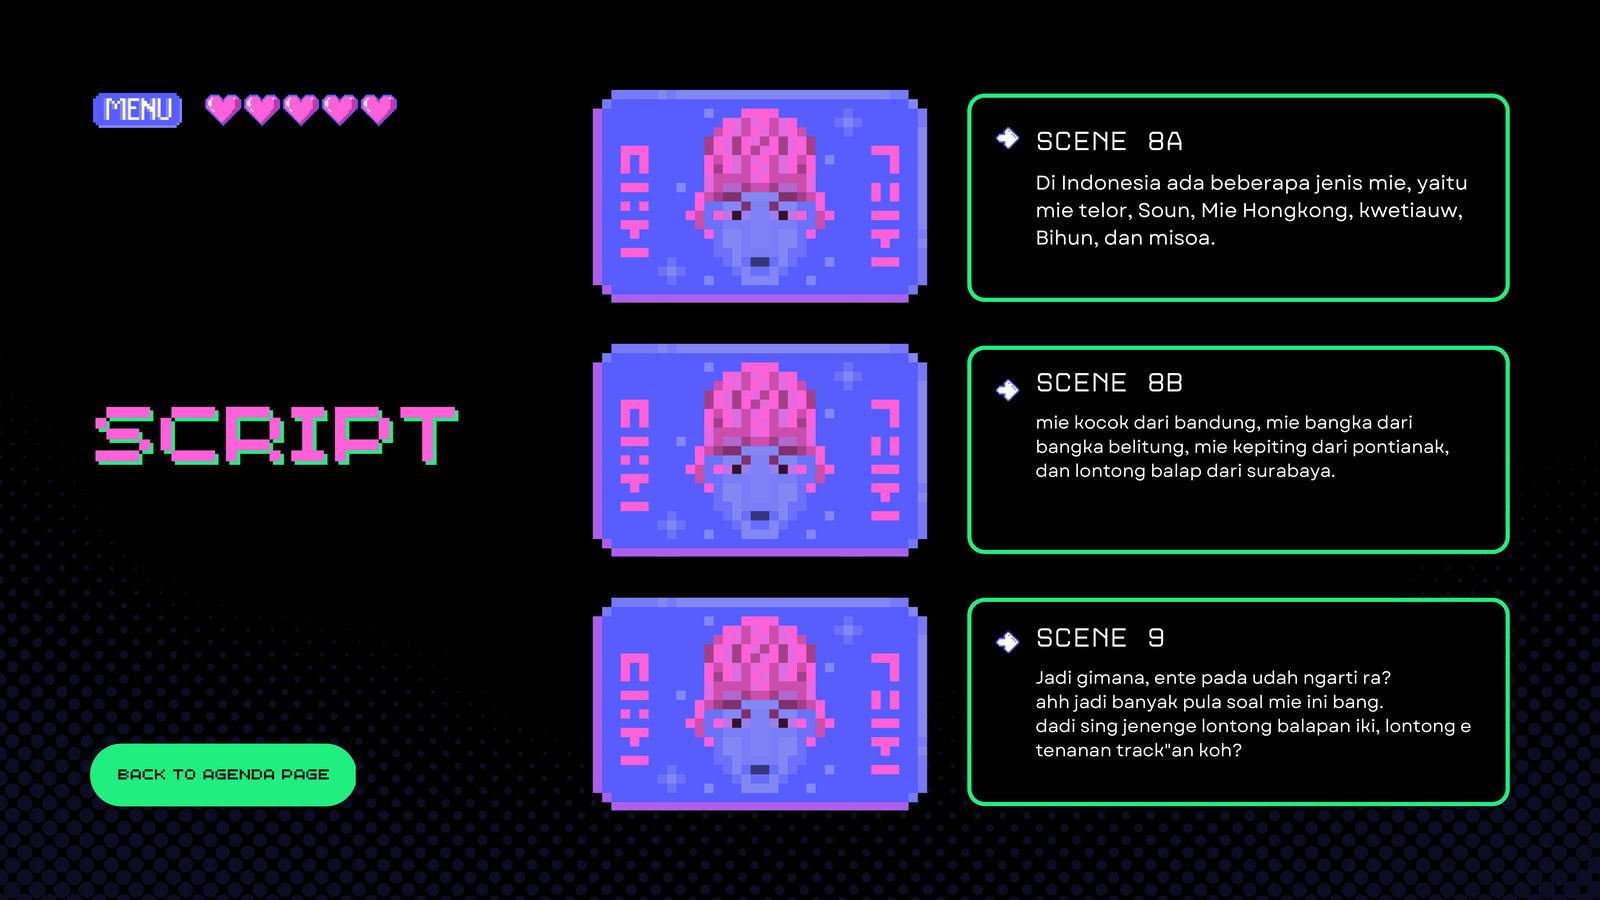 MENU
SCRIPT
BACK TO AGENDA PAGE
SCENE 8A
Di Indonesia ada beberapa jenis mie, yaitu
mie telor, Soun, Mie Hongkong, kwetiauw,
Bihun, dan misoa.
SCENE 8B
mie kocok dari bandung, mie bangka dari
bangka belitung, mie kepiting dari pontianak,
dan lontong balap dari surabaya.
SCENE 9
Jadi gimana, ente pada udah ngarti ra?
ahh jadi banyak pula soal mie ini bang.
dadi sing jenenge lontong balapan iki, lontong e
tenanan track"an koh?